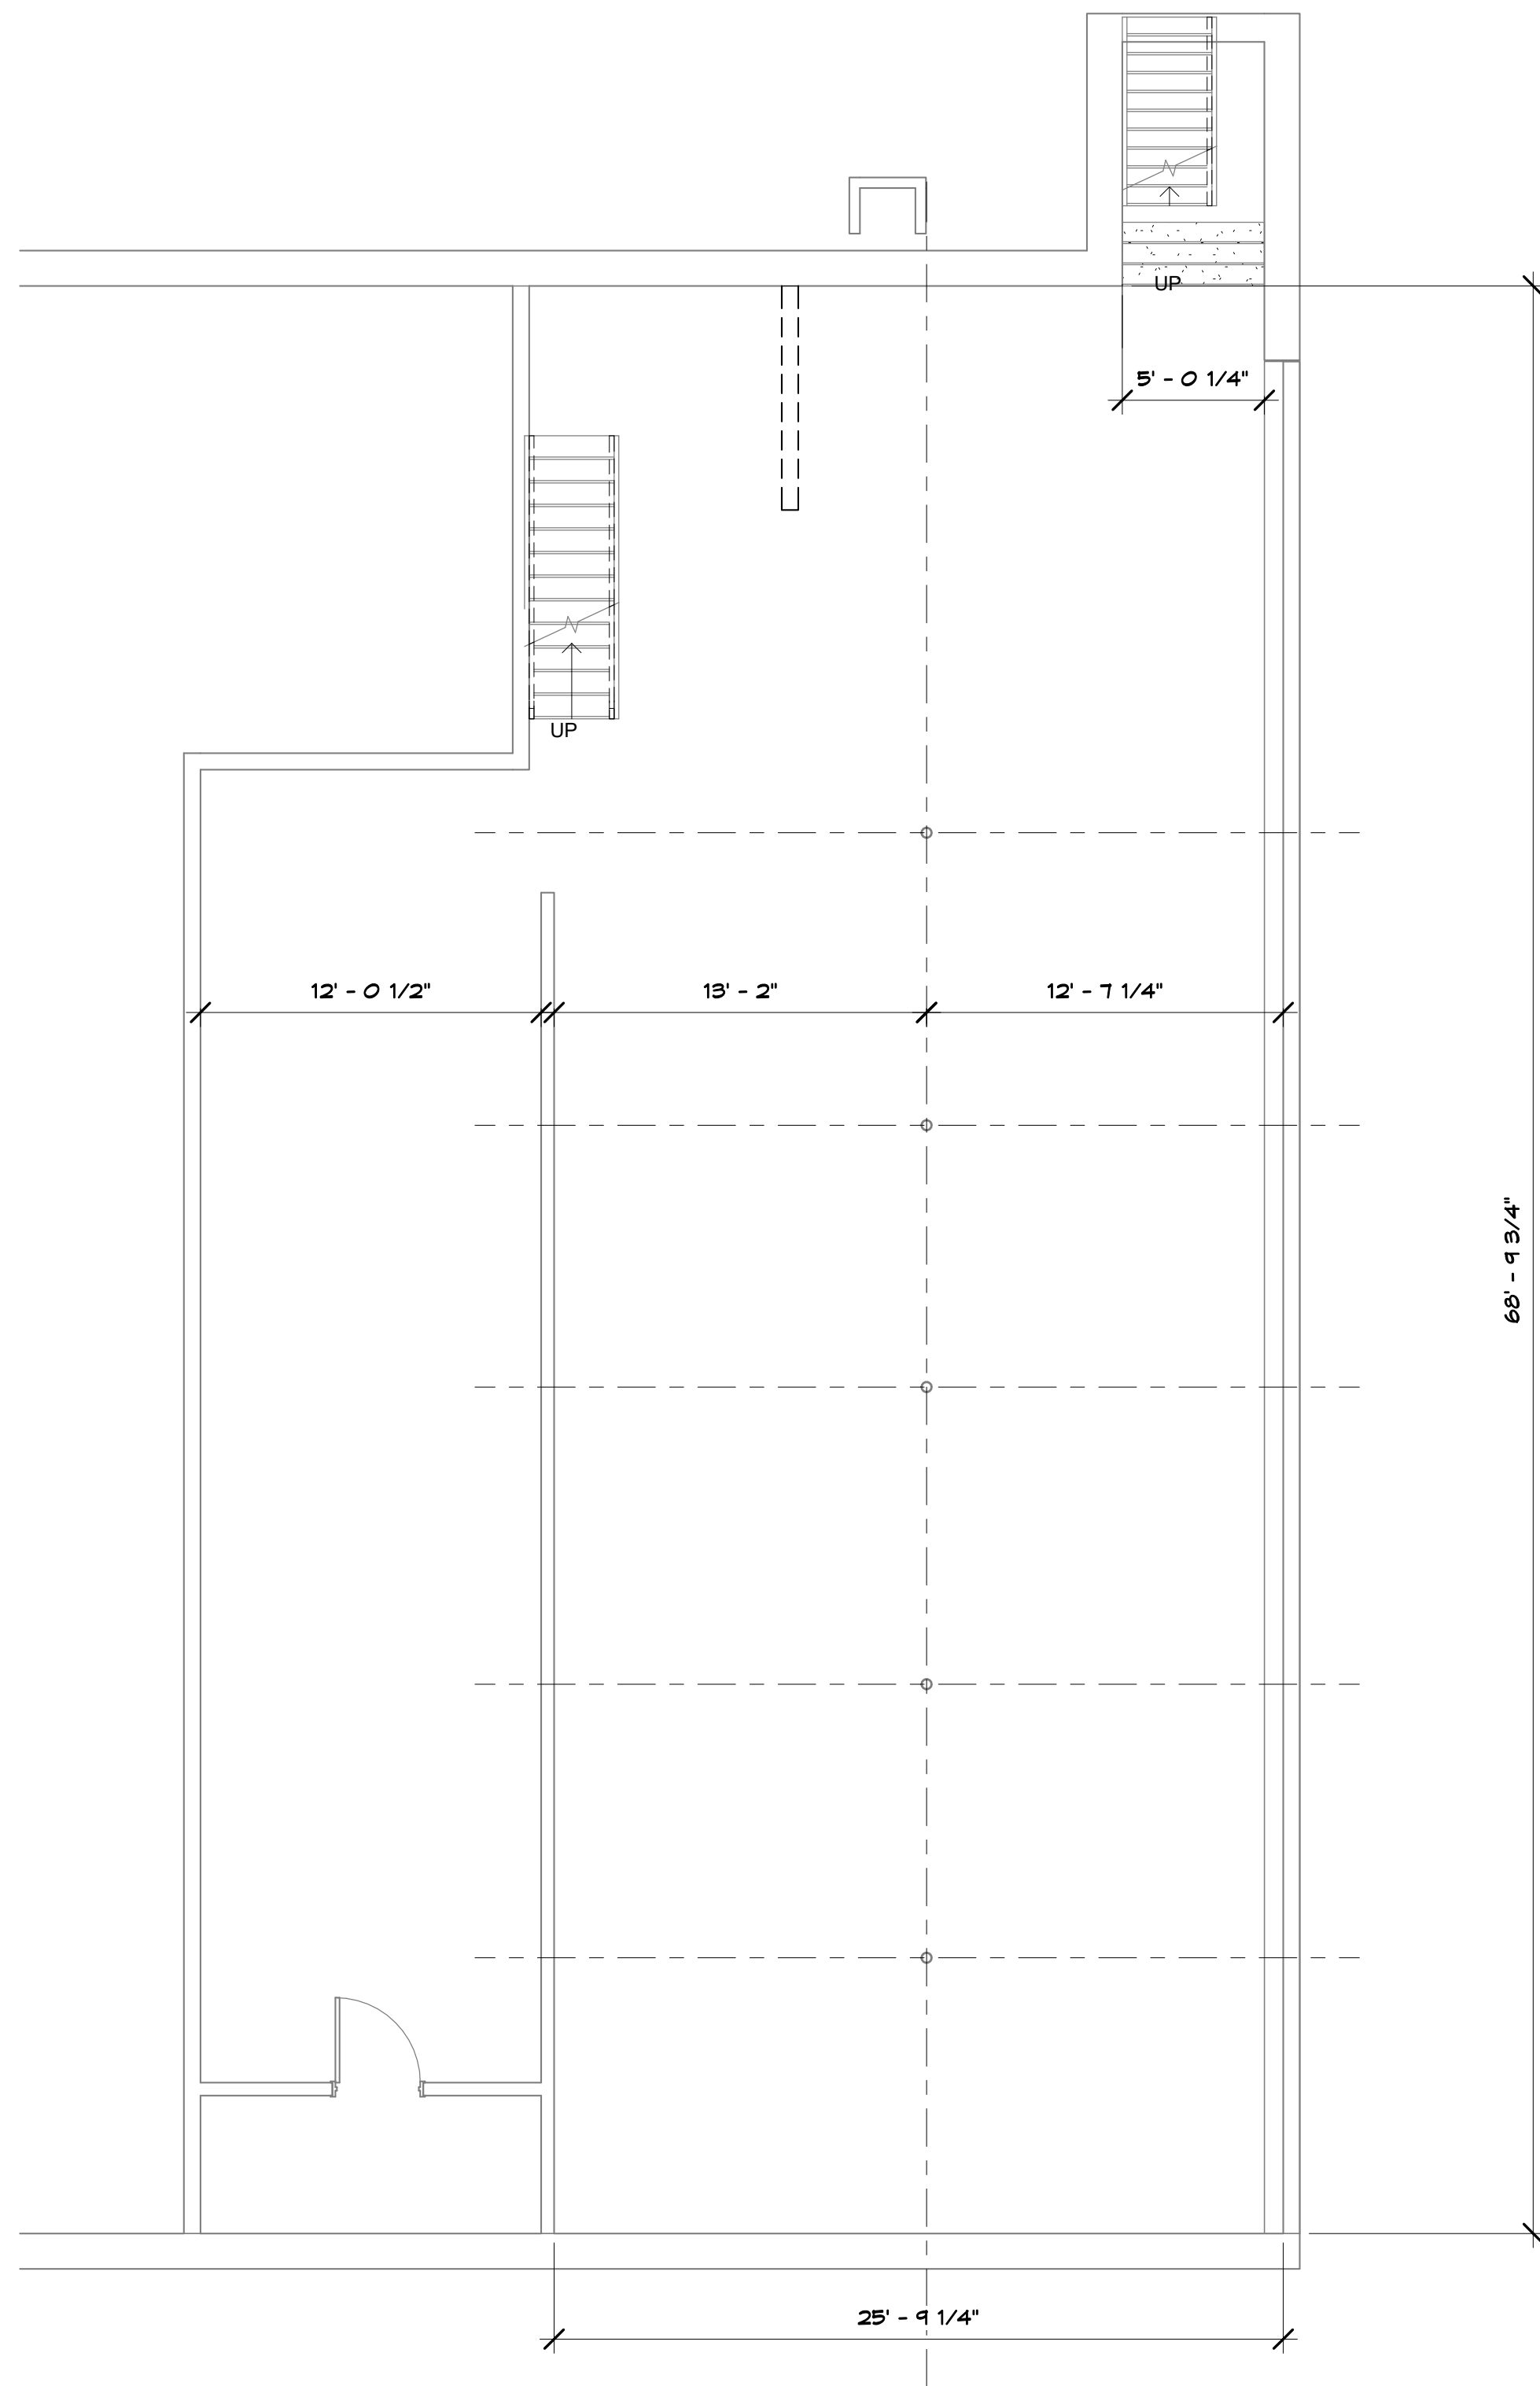 UP
5' - 0 1/4"
UP
12' - 0 1/2"
13' - 2"
12' - 7 1/4"
68' - 9 3/4"
25' - 9 1/4"